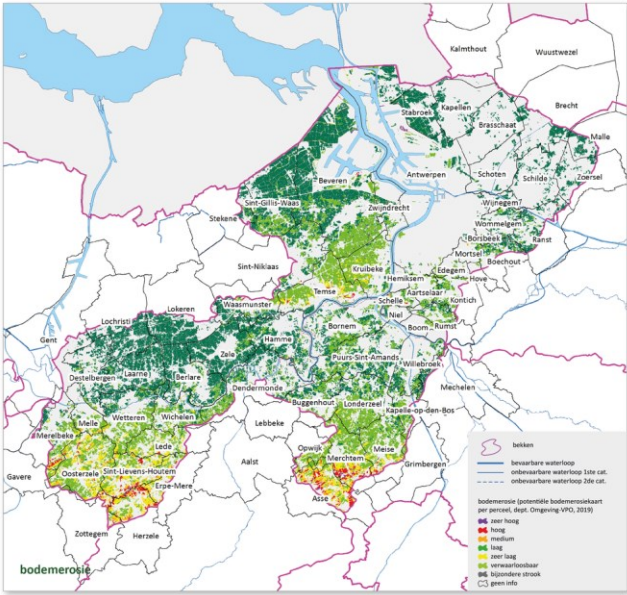 Kalmthout
Wuustwezel
Brecht
Kapellen
Stabroek
Brasschaat
Malle
Zoersel
Schoten
Schilde
Antwerpen
Beveren
Sint-Gillis-Waas
Zwijndrecht
Wijnegem
Wommelgem
Borsbeek
Ranst
Stekene
Mortsel
Boechout
Sint-Niklaas
Kruibeke
Hemiksem
Edegem
Hove
Aartselaar
Temse
Schelle
Kontich
Waasmunster
Lokeren
Niel
Lochristi
Bornem
Boom
Rumst
Gent
Hamme
Zele
Puurs-Sint-Amands
Willebroek
Laarne
Destelbergen
Berlare
Dendermonde
Mechelen
Buggenhout
Londerzeel
Kapelle-op-den-Bos
Wichelen
Wetteren
Melle
Merelbeke
Lebbeke
Lede
Opwijk
Meise
Merchtem
Grimbergen
Aalst
Oosterzele
Sint-Lievens-Houtem
Gavere
Erpe-Mere
Asse
Zottegem
Herzele
bodemerosie
bekken
bevaarbare waterloop
onbevaarbare waterloop 1ste cat.
onbevaarbare waterloop 2de cat.
bodemerosie (potentiële bodemerosiekaart
per perceel, dept. Omgeving-VPO, 2019)
zeer hoog
hoog
medium
laag
zeer laag
verwaarloosbaar
bijzondere strook
geen info